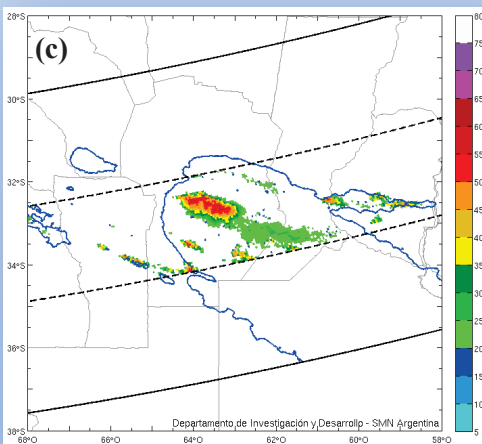 (c)
28°S
30°S
32°S
34°S
36°S
38°S
68°O
66°O
64°O
62°O
60°O
58°O
80
75
70
65
60
55
50
45
40
35
30
25
20
15
10
5
Departamento de Investigación y Desarrollo - SMN Argentina